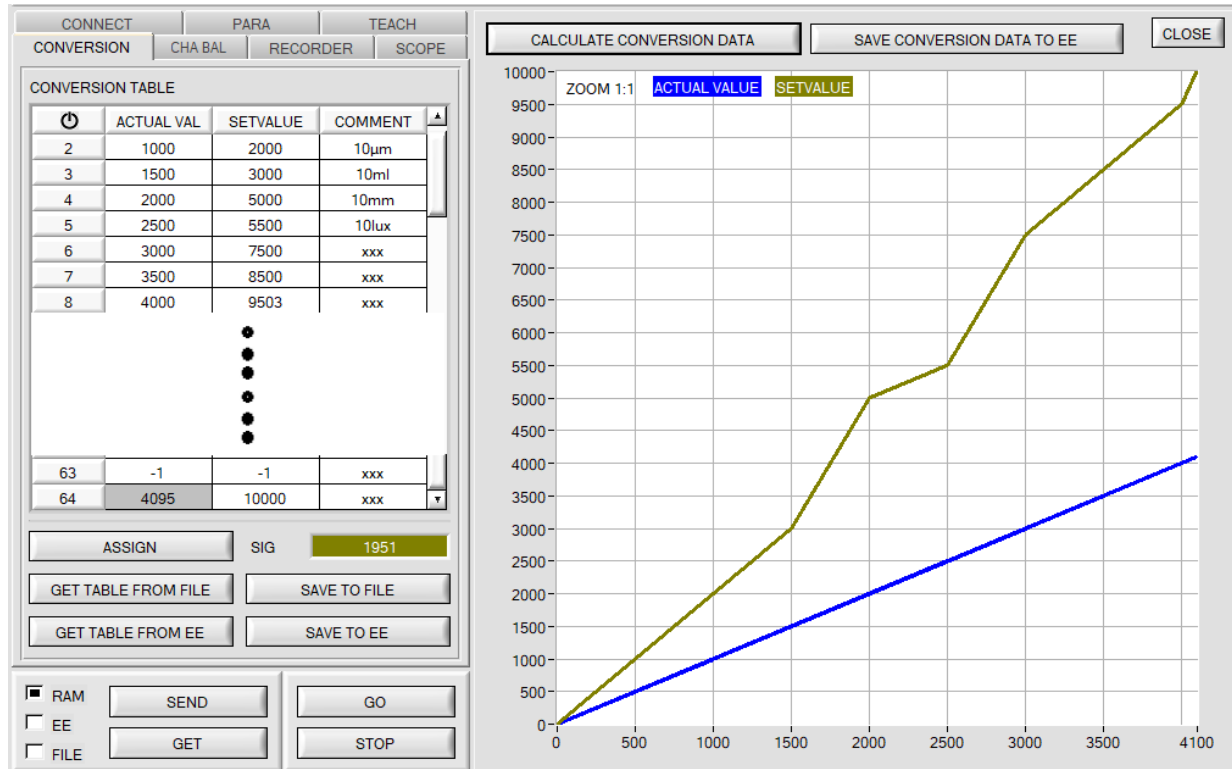 CONNECT PARA TEACH
CONVERSION CHA BAL RECORDER SCOPE
CONVERSION TABLE
ACTUAL VAL SETVALUE COMMENT
2 1000 2000 10µm
3 1500 3000 10ml
4 2000 5000 10mm
5 2500 5500 10lux
6 3000 7500 xxx
7 3500 8500 xxx
8 4000 9503 xxx
63 -1 -1 xxx
64 4095 10000 xxx
ASSIGN SIG 1951
GET TABLE FROM FILE SAVE TO FILE
GET TABLE FROM EE SAVE TO EE
RAM SEND GO
EE
GET STOP
FILE
CALCULATE CONVERSION DATA SAVE CONVERSION DATA TO EE CLOSE
ZOOM 1:1 ACTUAL VALUE SETVALUE
10000
9500
9000
8500
8000
7500
7000
6500
6000
5500
5000
4500
4000
3500
3000
2500
2000
1500
1000
500
0
0 500 1000 1500 2000 2500 3000 3500 4100